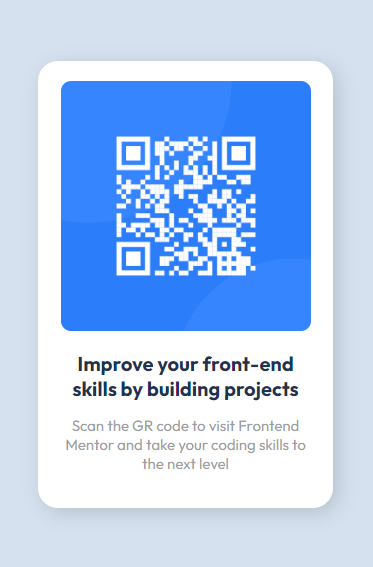 Improve your front-end
skills by building projects
Scan the GR code to visit Frontend
Mentor and take your coding skills to
the next level